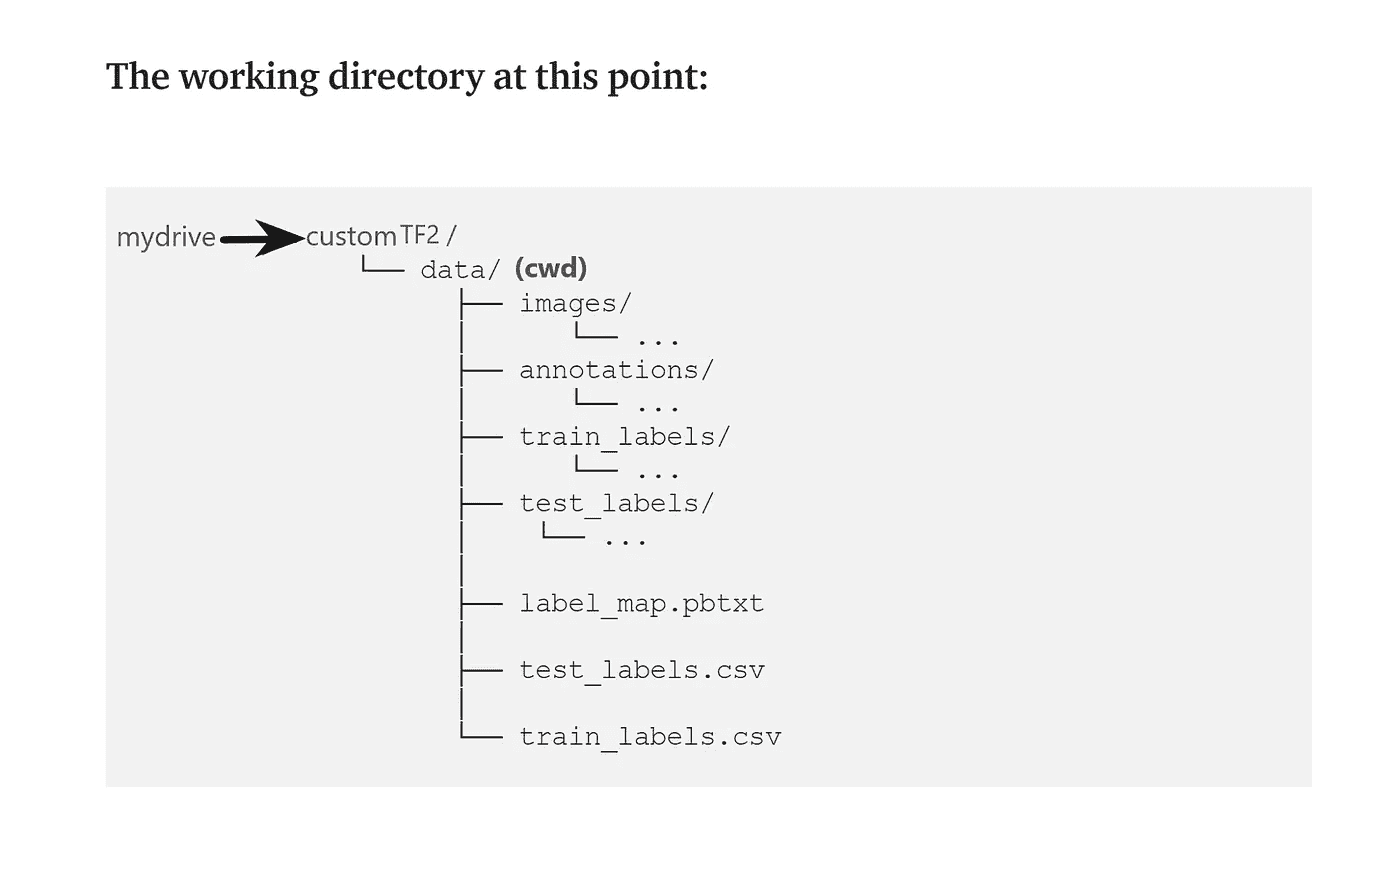 The working directory at this point:
mydrive customTF2 /
└── data/ (cwd)
├── images/
└── ...
├── annotations/
└── ...
├── train_labels/
└── ...
├── test_labels/
└── ...
├── label_map.pbtxt
├── test_labels.csv
└── train_labels.csv